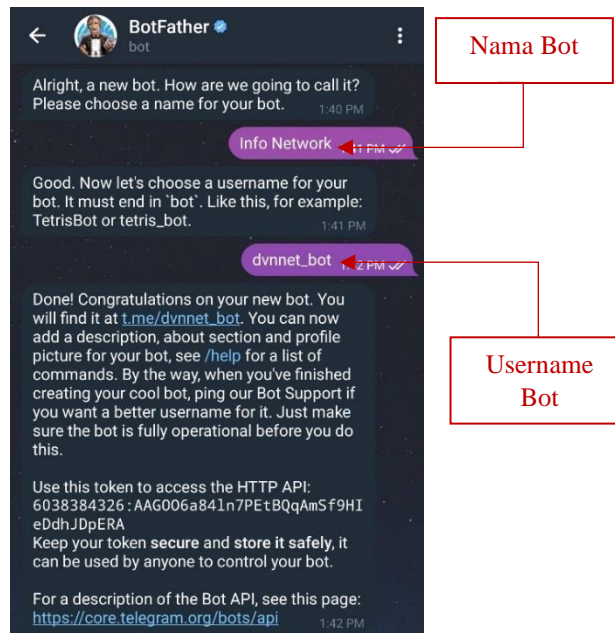 BotFather
bot
Nama Bot
Alright, a new bot. How are we going to call it?
Please choose a name for your bot. 1:40 PM
Info Network PM
Good. Now let's choose a username for your
bot. It must end in `bot`. Like this, for example:
TetrisBot or tetris_bot. 1:41 PM
dvnnet_bot PM
Username
Bot
Done! Congratulations on your new bot. You
will find it at t.me/dvnnet_bot. You can now
add a description, about section and profile
picture for your bot, see /help for a list of
commands. By the way, when you've finished
creating your cool bot, ping our Bot Support if
you want a better username for it. Just make
sure the bot is fully operational before you do
this.
Use this token to access the HTTP API:
6038384326:AAGOO6a84ln7PEtBQqAmSf9HI
eDdhJDpERA
Keep your token secure and store it safely, it
can be used by anyone to control your bot.
For a description of the Bot API, see this page:
https://core.telegram.org/bots/api 1:42 PM